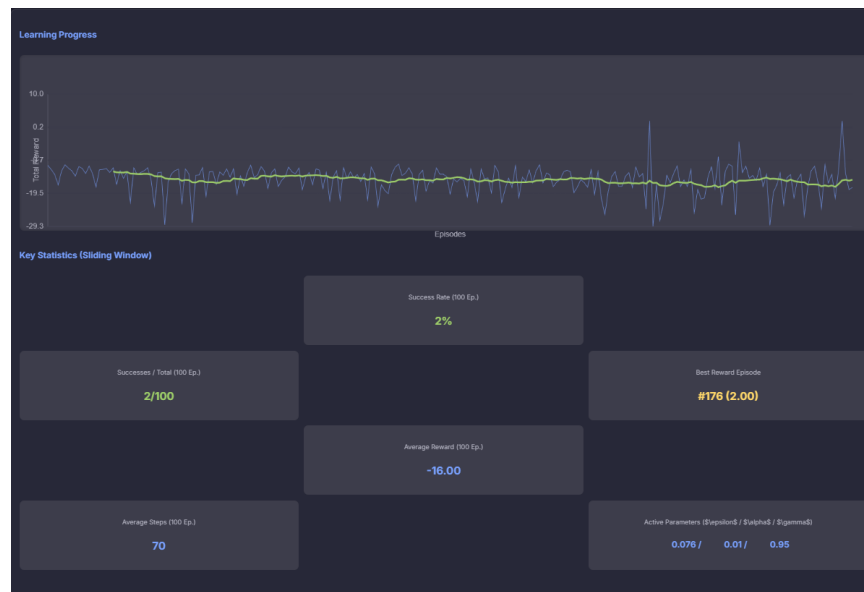 Learning Progress
10.0
0.2
-9.7
-19.5
-29.3
Total Reward
Episodes
Key Statistics (Sliding Window)
Success Rate (100 Ep.)
2%
Successes / Total (100 Ep.)
2/100
Best Reward Episode
#176 (2.00)
Average Reward (100 Ep.)
-16.00
Average Steps (100 Ep.)
70
Active Parameters ($\epsilon$ / $\alpha$ / $\gamma$)
0.076 / 0.01 / 0.95